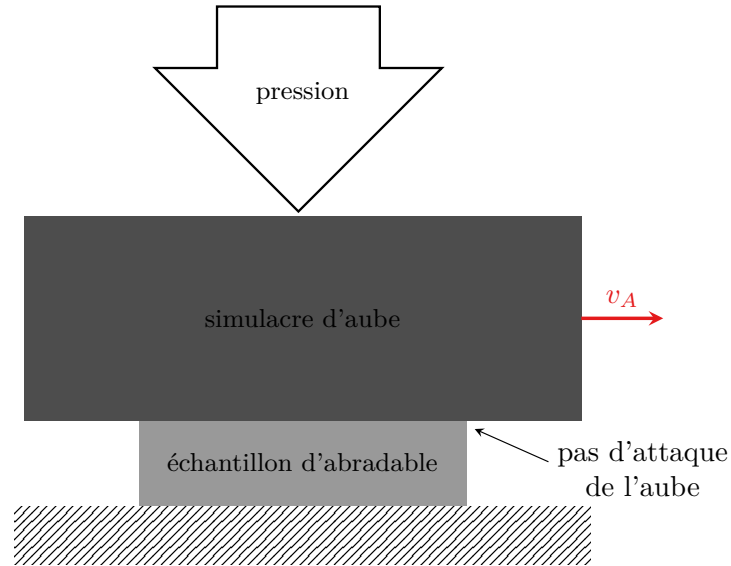 pression
simulacre d'aube
v_A
échantillon d'abradable
pas d'attaque
de l'aube